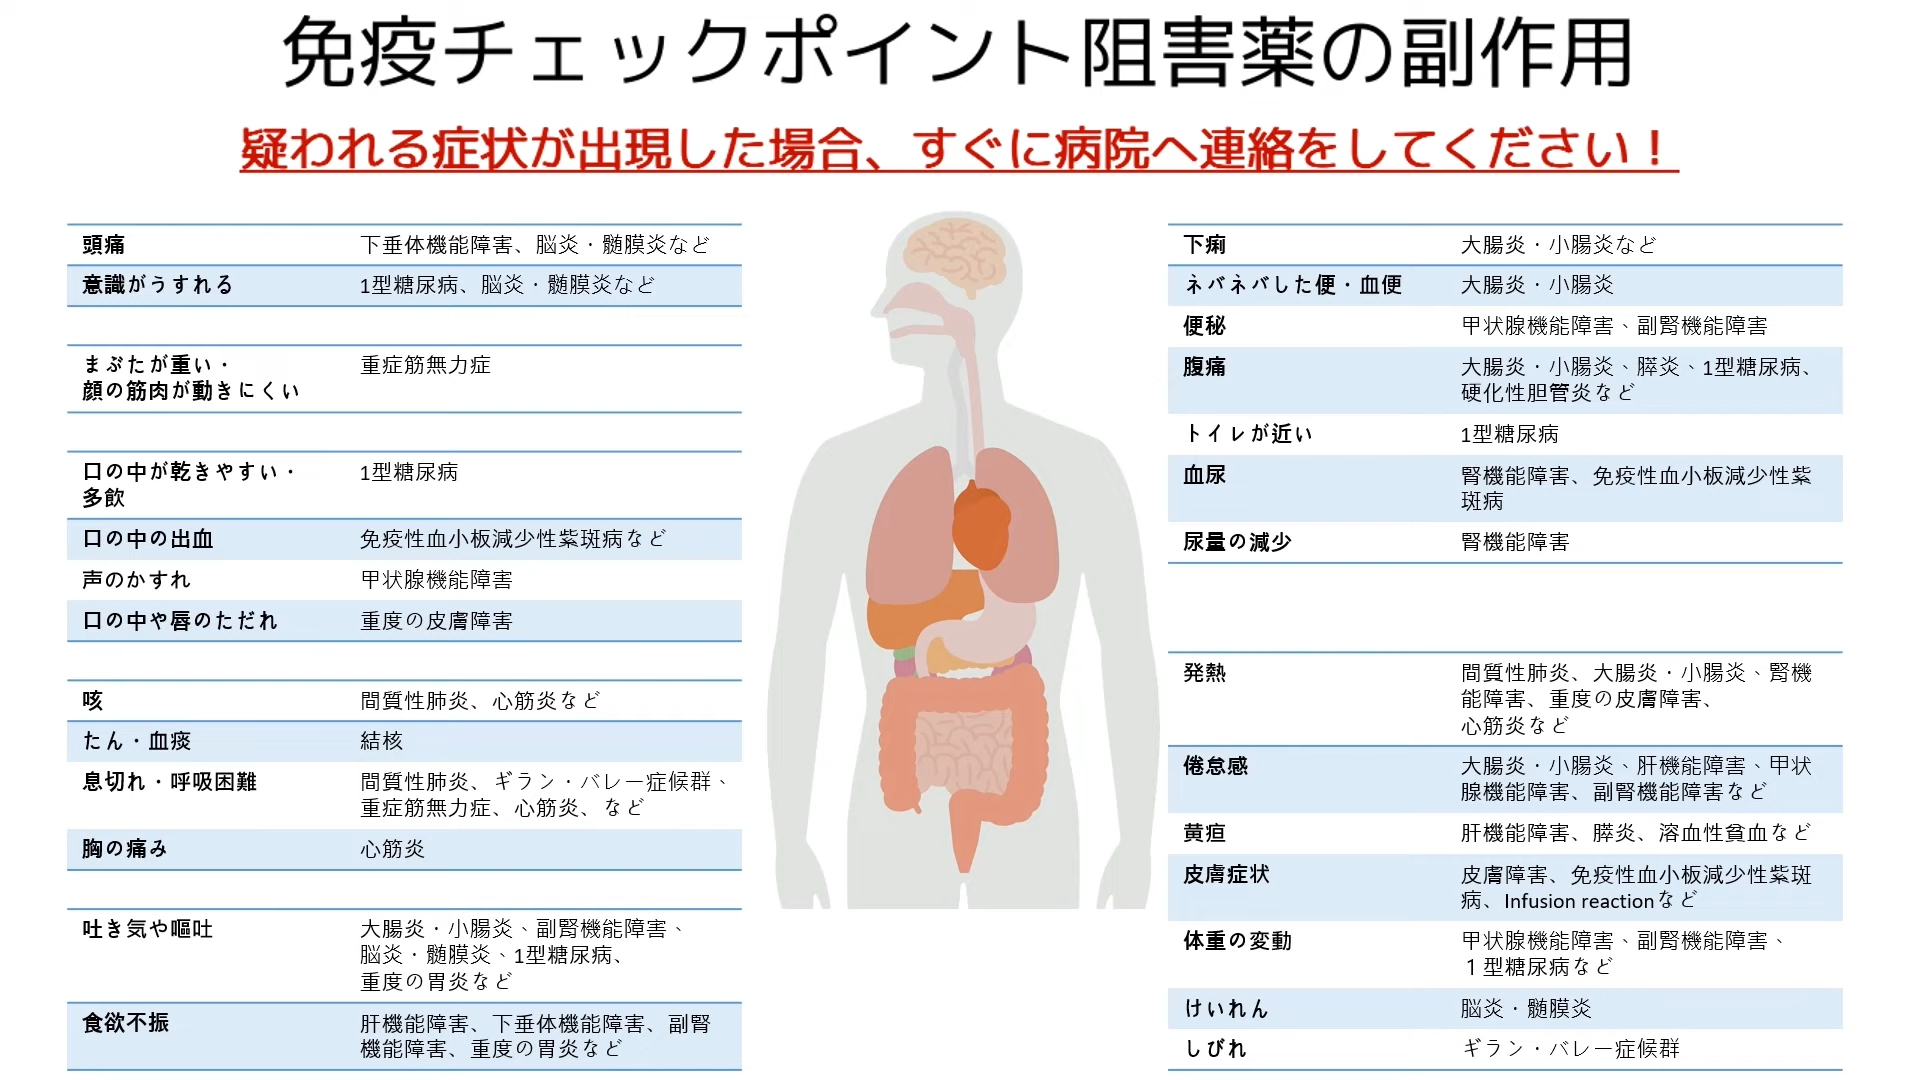 免疫チェックポイント阻害薬の副作用
疑われる症状が出現した場合、すぐに病院へ連絡をしてください！
頭痛 下垂体機能障害、脳炎・髄膜炎など
意識がうすれる 1型糖尿病、脳炎・髄膜炎など
まぶたが重い・ 重症筋無力症
顔の筋肉が動きにくい
口の中が乾きやすい・ 1型糖尿病
多飲
口の中の出血 免疫性血小板減少性紫斑病など
声のかすれ 甲状腺機能障害
口の中や唇のただれ 重度の皮膚障害
咳 間質性肺炎、心筋炎など
たん・血痰 結核
息切れ・呼吸困難 間質性肺炎、ギラン・バレー症候群、
重症筋無力症、心筋炎、など
胸の痛み 心筋炎
吐き気や嘔吐 大腸炎・小腸炎、副腎機能障害、
脳炎・髄膜炎、1型糖尿病、
重度の胃炎など
食欲不振 肝機能障害、下垂体機能障害、副腎
機能障害、重度の胃炎など
下痢 大腸炎・小腸炎など
ネバネバした便・血便 大腸炎・小腸炎
便秘 甲状腺機能障害、副腎機能障害
腹痛 大腸炎・小腸炎、膵炎、1型糖尿病、
硬化性胆管炎など
トイレが近い 1型糖尿病
血尿 腎機能障害、免疫性血小板減少性紫
斑病
尿量の減少 腎機能障害
発熱 間質性肺炎、大腸炎・小腸炎、腎機
能障害、重度の皮膚障害、
心筋炎など
倦怠感 大腸炎・小腸炎、肝機能障害、甲状
腺機能障害、副腎機能障害など
黄疸 肝機能障害、膵炎、溶血性貧血など
皮膚症状 皮膚障害、免疫性血小板減少性紫斑
病、Infusion reactionなど
体重の変動 甲状腺機能障害、副腎機能障害、
１型糖尿病など
けいれん 脳炎・髄膜炎
しびれ ギラン・バレー症候群